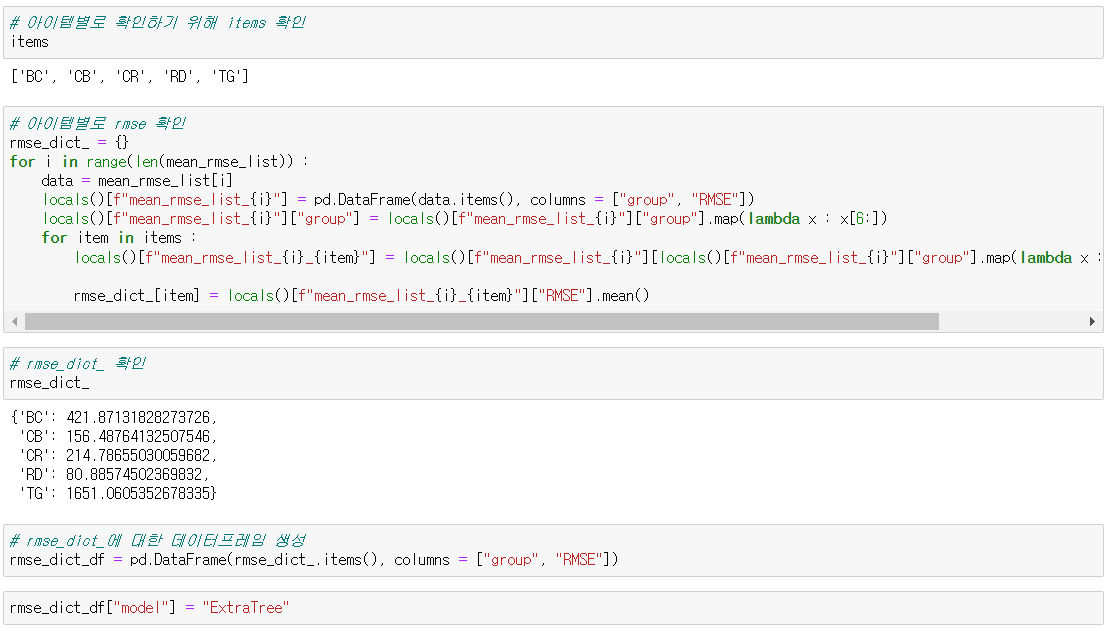 # 아이템별로 확인하기 위해 items 확인
items
['BC', 'CB', 'CR', 'RD', 'TG']
# 아이템별로 rmse 확인
rmse_dict_ = {}
for i in range(len(mean_rmse_list)) :
    data = mean_rmse_list[i]
    locals()[f"mean_rmse_list_{i}"] = pd.DataFrame(data.items(), columns = ["group", "RMSE"])
    locals()[f"mean_rmse_list_{i}"]["group"] = locals()[f"mean_rmse_list_{i}"]["group"].map(lambda x : x[6:])
    for item in items :
        locals()[f"mean_rmse_list_{i}_{item}"] = locals()[f"mean_rmse_list_{i}"][locals()[f"mean_rmse_list_{i}"]["group"].map(lambda x :
        rmse_dict_[item] = locals()[f"mean_rmse_list_{i}_{item}"]["RMSE"].mean()
# rmse_dict_ 확인
rmse_dict_
{'BC': 421.87131828273726,
 'CB': 156.48764132507546,
 'CR': 214.78655030059682,
 'RD': 80.88574502369832,
 'TG': 1651.0605352678335}
# rmse_dict_에 대한 데이터프레임 생성
rmse_dict_df = pd.DataFrame(rmse_dict_.items(), columns = ["group", "RMSE"])
rmse_dict_df["model"] = "ExtraTree"